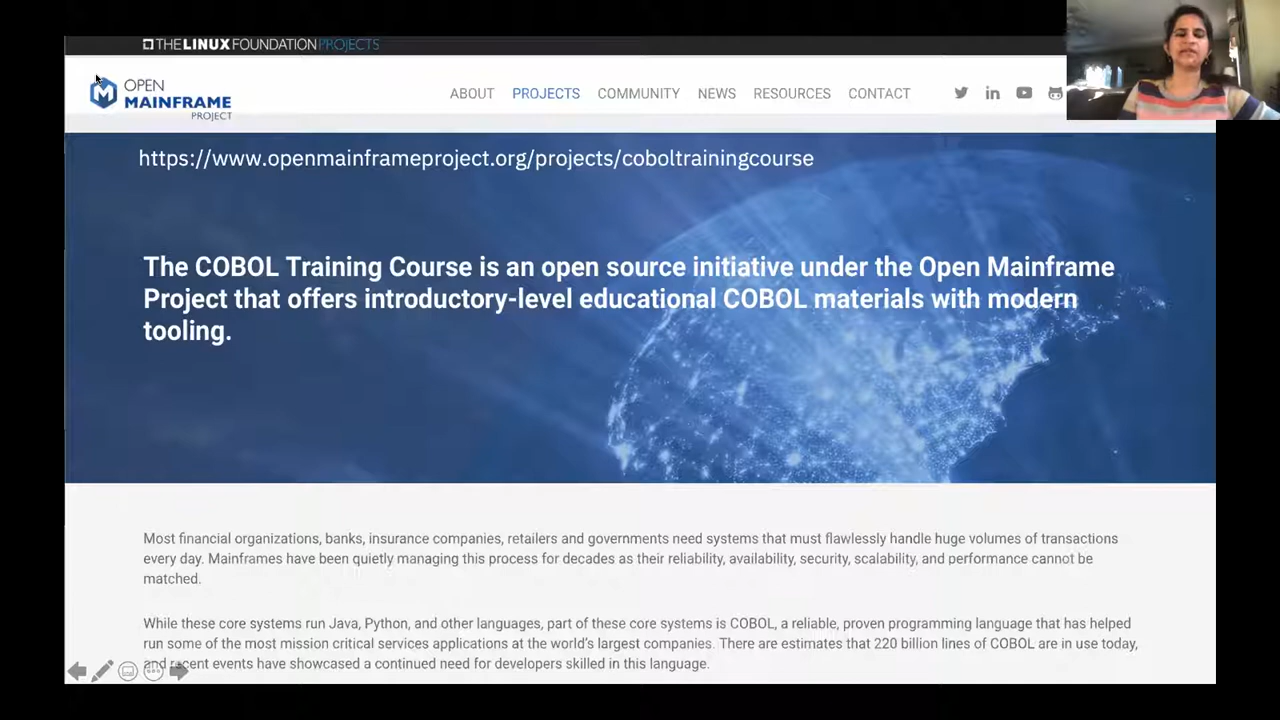 THE LINUX FOUNDATION PROJECTS
OPEN
MAINFRAME
PROJECT
ABOUT PROJECTS COMMUNITY NEWS RESOURCES CONTACT
https://www.openmainframeproject.org/projects/coboltrainingcourse
The COBOL Training Course is an open source initiative under the Open Mainframe
Project that offers introductory-level educational COBOL materials with modern
tooling.
Most financial organizations, banks, insurance companies, retailers and governments need systems that must flawlessly handle huge volumes of transactions
every day. Mainframes have been quietly managing this process for decades as their reliability, availability, security, scalability, and performance cannot be
matched.
While these core systems run Java, Python, and other languages, part of these core systems is COBOL, a reliable, proven programming language that has helped
run some of the most mission critical services applications at the world's largest companies. There are estimates that 220 billion lines of COBOL are in use today,
and recent events have showcased a continued need for developers skilled in this language.